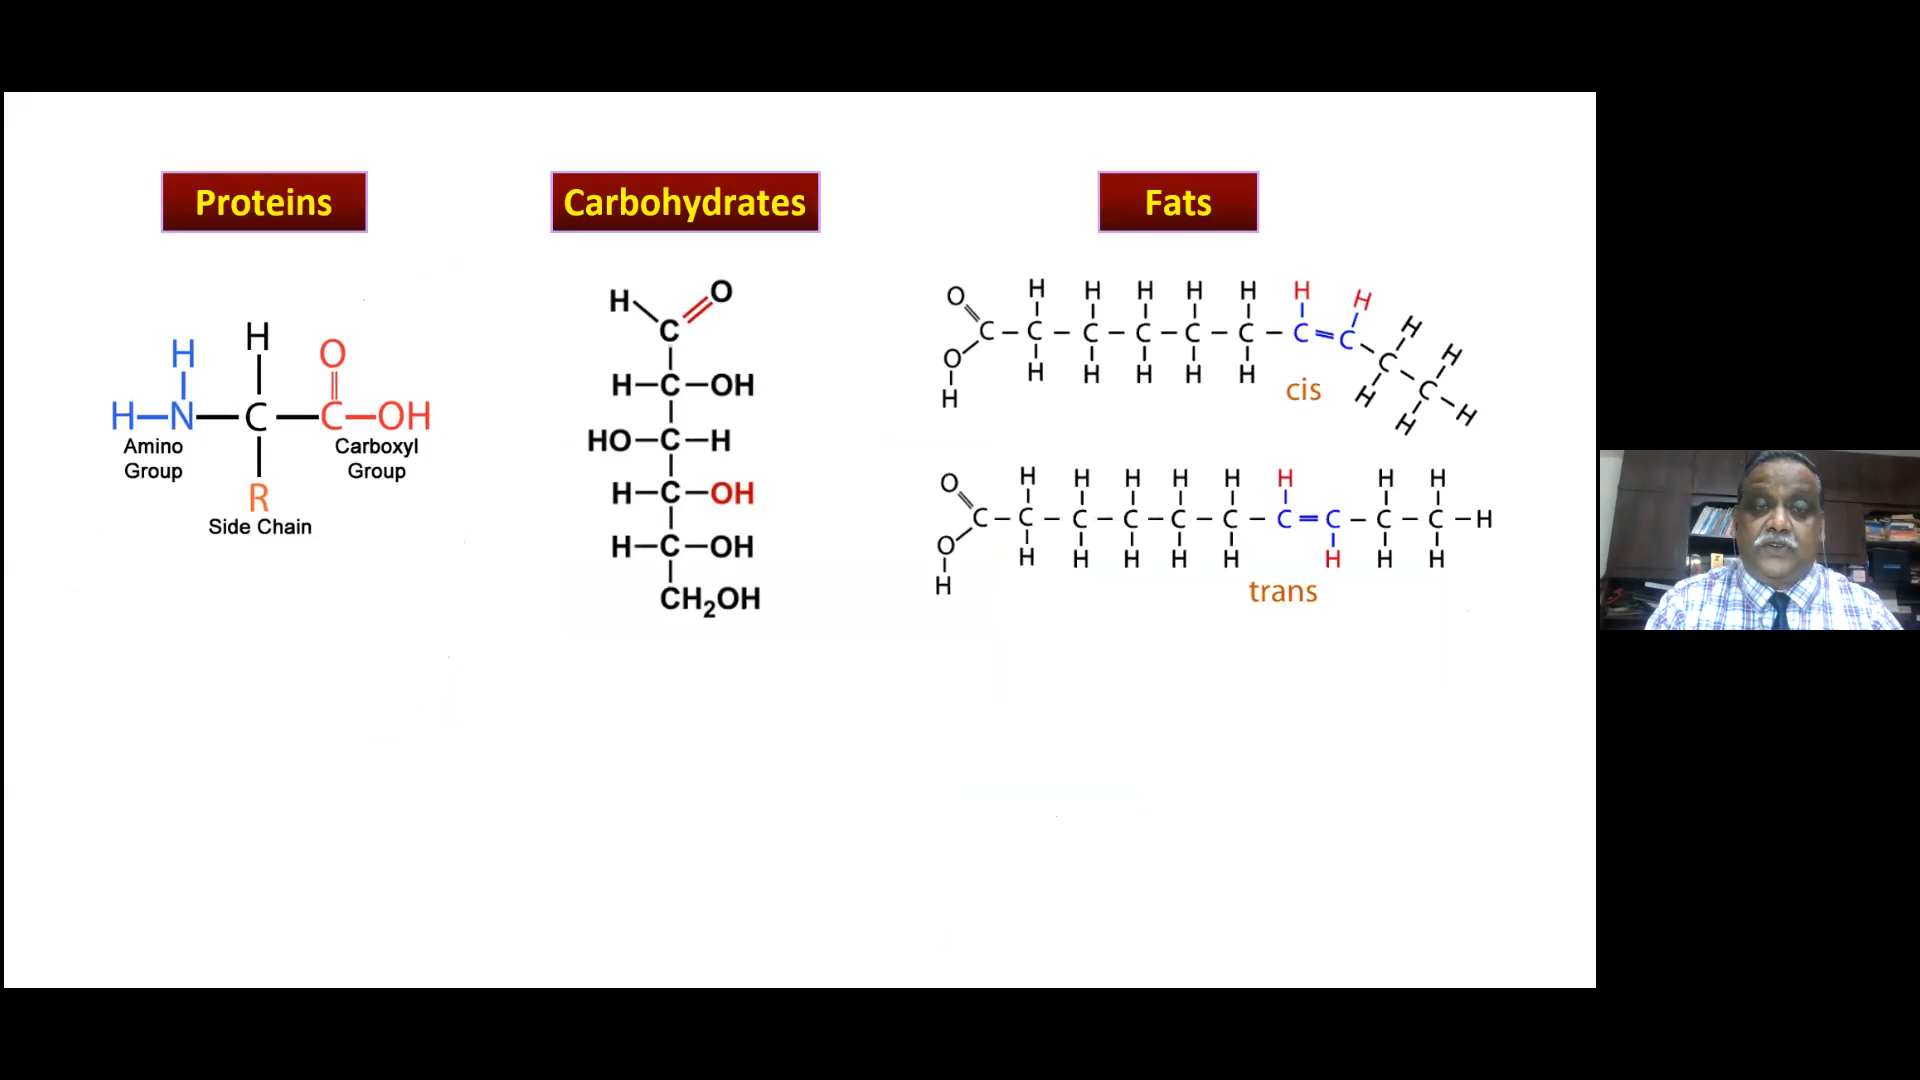 Proteins
H
H
O
H—N—C—C—OH
Amino
Group
Carboxyl
Group
R
Side Chain
Carbohydrates
H
O
C
H—C—OH
HO—C—H
H—C—OH
H—C—OH
CH₂OH
Fats
O H H H H H H H
C—C—C—C—C—C—C=C
H H
O
H H H H H
C
H
C
H
H
H
cis
O H H H H H H H H
C—C—C—C—C—C—C=C—C—C—H
O
H H H H H H H H
H
trans